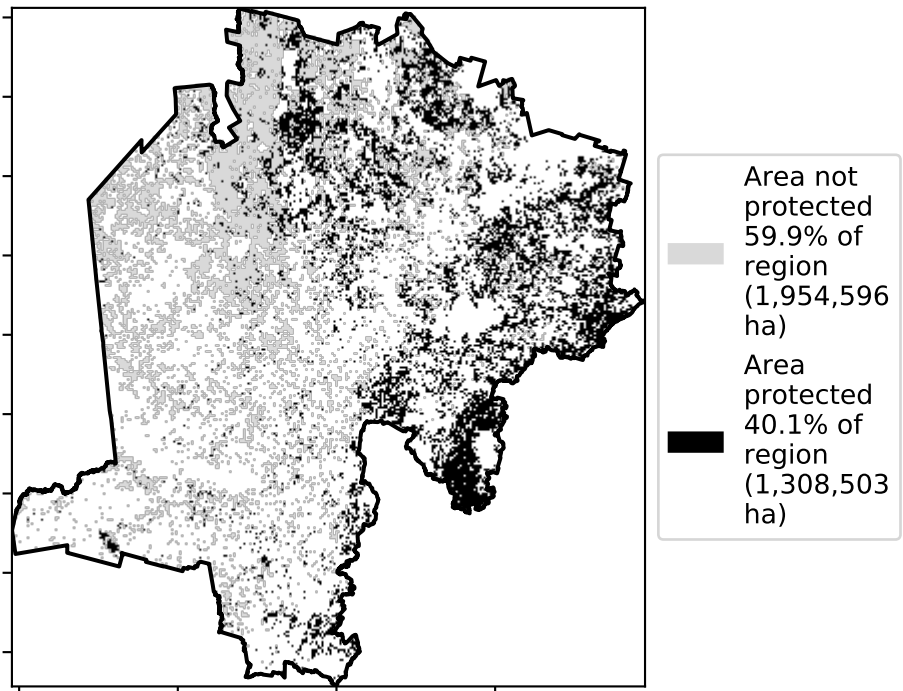 Area not
protected
59.9% of
region
(1,954,596
ha)
Area
protected
40.1% of
region
(1,308,503
ha)